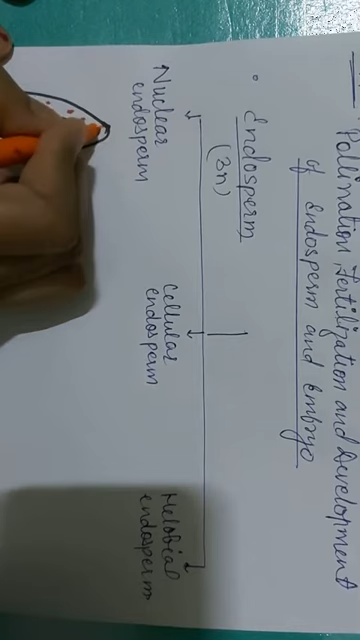 Pollination, Fertilization and Development
of Endosperm and Embryo
Endosperm
(3n)
Nuclear
endosperm
Cellular
endosperm
Helobial
endosperm